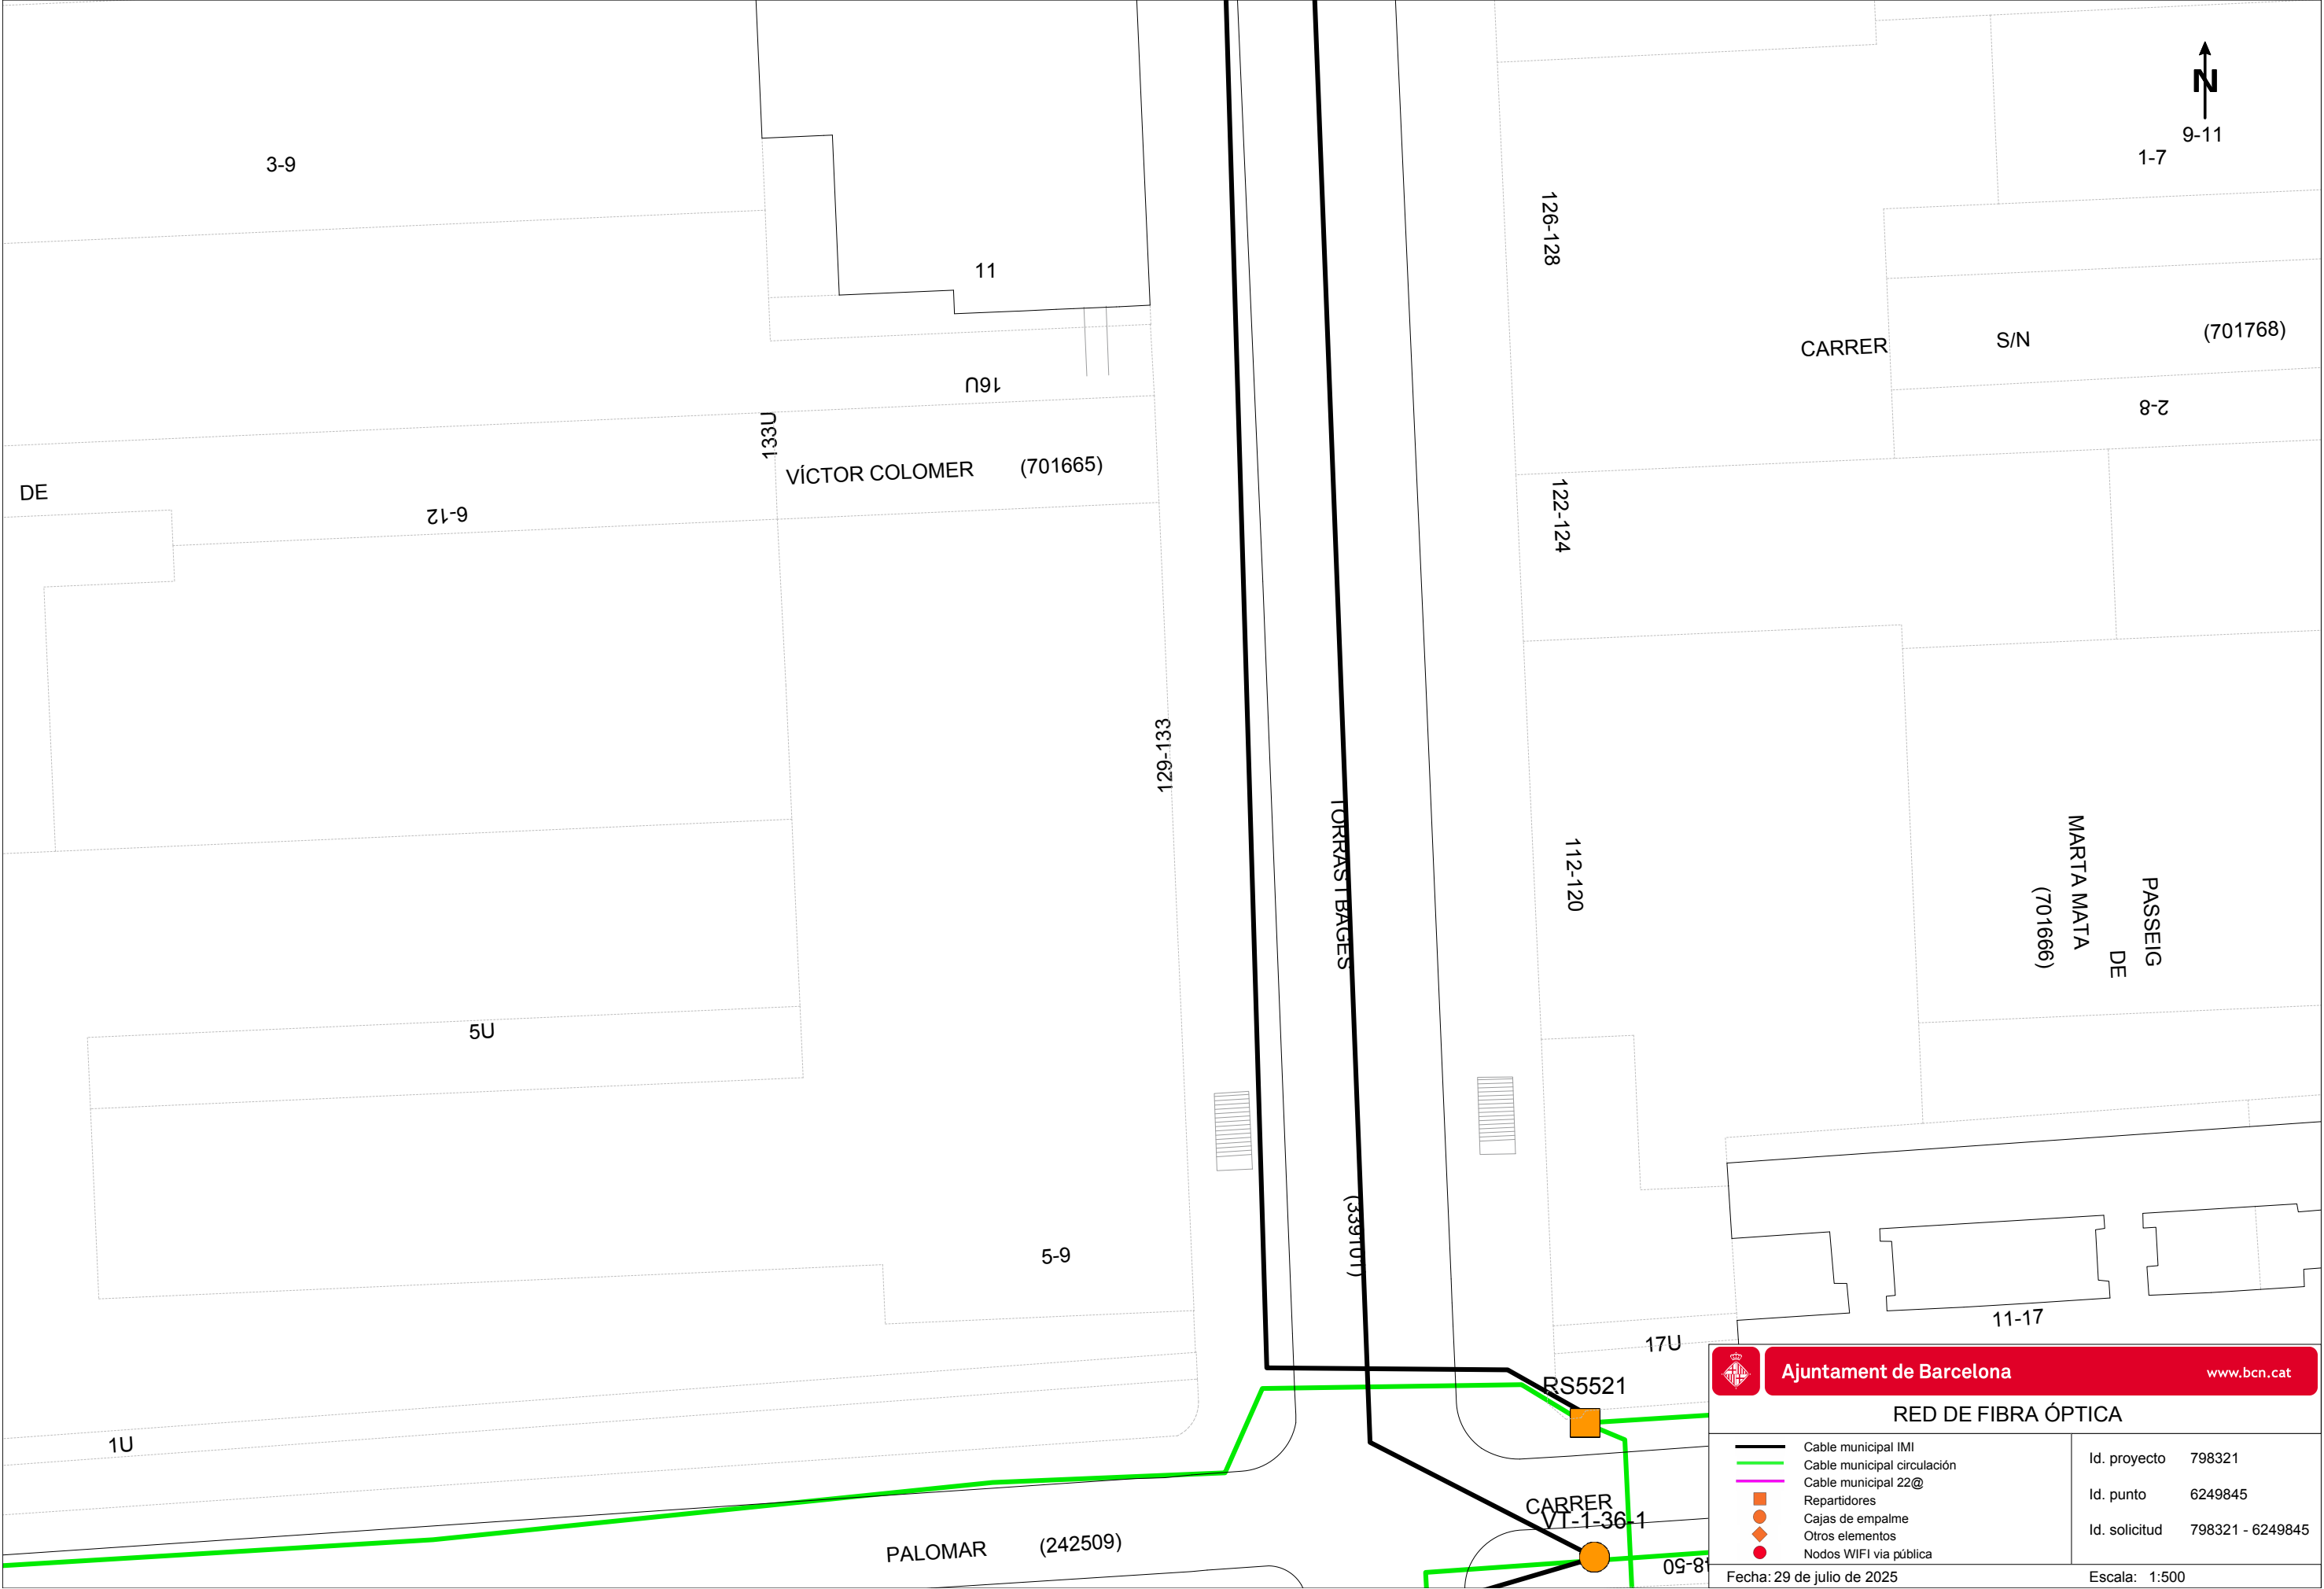 N
9-11
1-7
3-9
126-128
11
CARRER S/N (701768)
16U
2-8
133U
VÍCTOR COLOMER (701665)
DE
6-12
122-124
129-133
TORRAS I BAGES
112-120
MARTA MATA
(701666)
PASSEIG
DE
5U
(339101)
5-9
11-17
17U
RS5521
1U
CARRER
VT-1-36-1
PALOMAR (242509)
48-50
Ajuntament de Barcelona www.bcn.cat
RED DE FIBRA ÓPTICA
Cable municipal IMI
Cable municipal circulación
Cable municipal 22@
Repartidores
Cajas de empalme
Otros elementos
Nodos WIFI via pública
Id. proyecto 798321
Id. punto 6249845
Id. solicitud 798321 - 6249845
Fecha: 29 de julio de 2025 Escala: 1:500